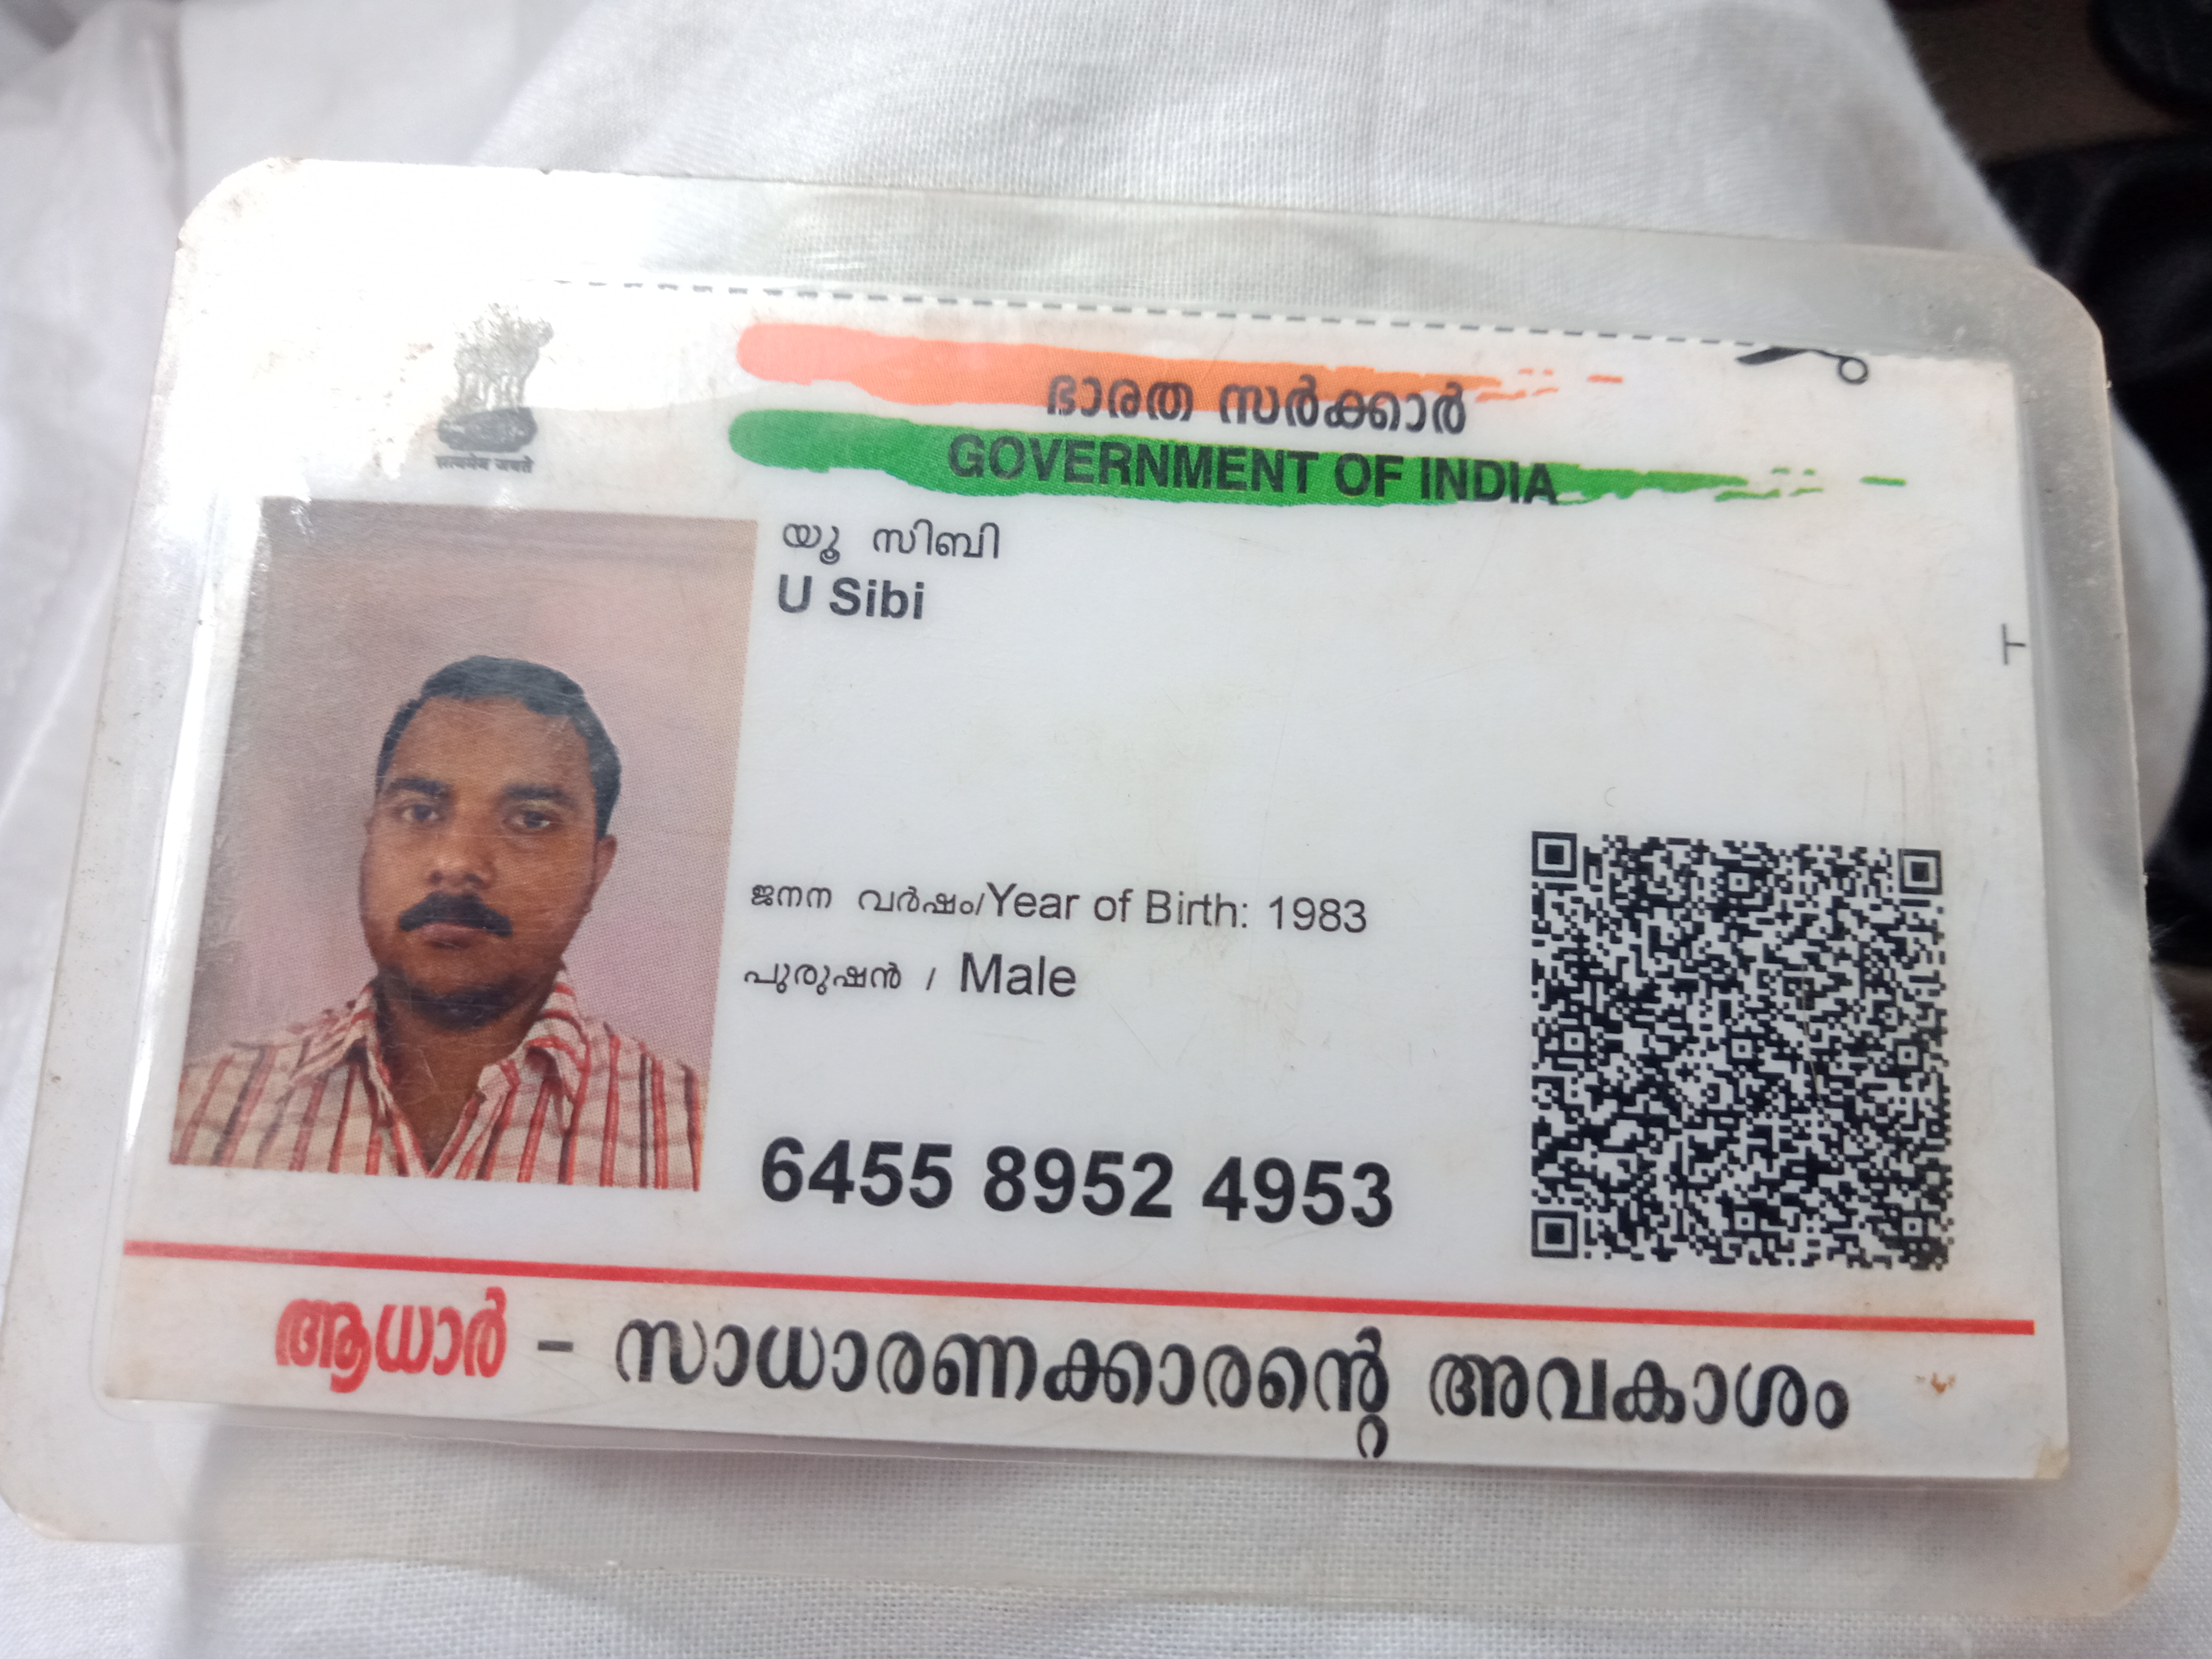 सत्यमेव जयते
ഭാരത സർക്കാർ
GOVERNMENT OF INDIA
യൂ സിബി
U Sibi
ജനന വർഷം/Year of Birth: 1983
പുരുഷൻ / Male
6455 8952 4953
ആധാർ - സാധാരണക്കാരന്റെ അവകാശം